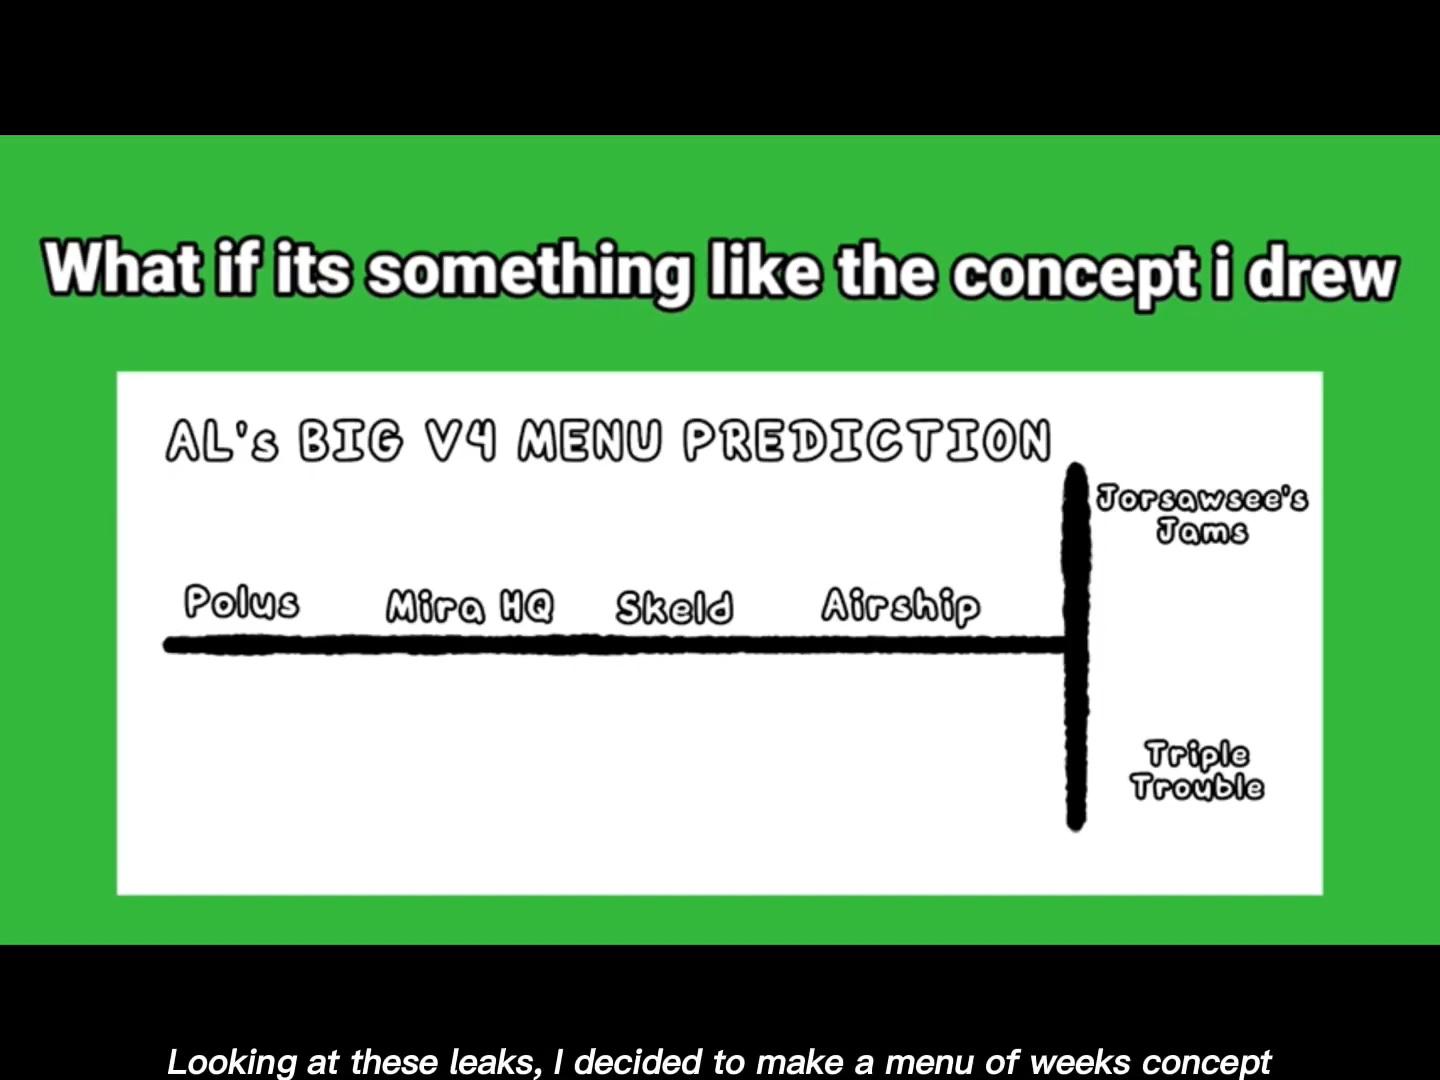 What if its something like the concept i drew
AL's BIG V4 MENU PREDICTION
Jorsawsee's
Jams
Polus
Mira HQ
Skeld
Airship
Triple
Trouble
Looking at these leaks, I decided to make a menu of weeks concept